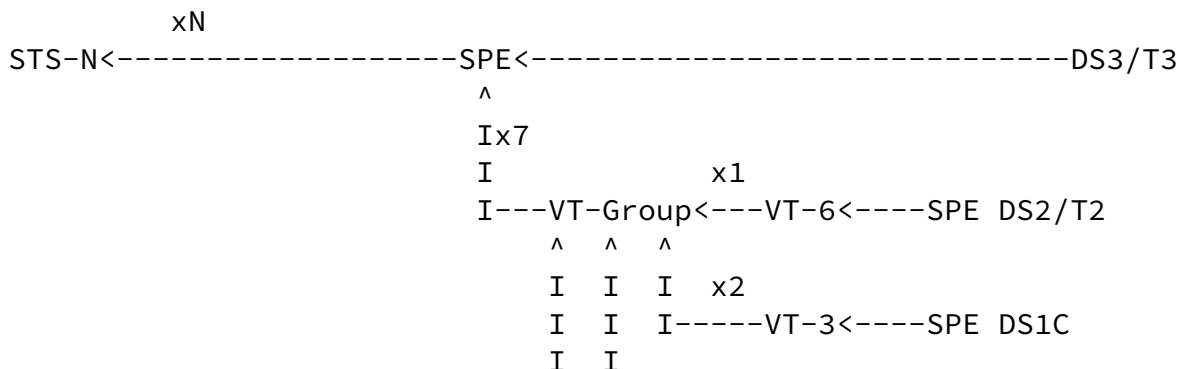 xN
STS-N<-------------------SPE<------------------------------DS3/T3
^
Ix7
I x1
I---VT-Group<---VT-6<----SPE DS2/T2
^ ^ ^
I I I x2
I I I-----VT-3<----SPE DS1C
I I